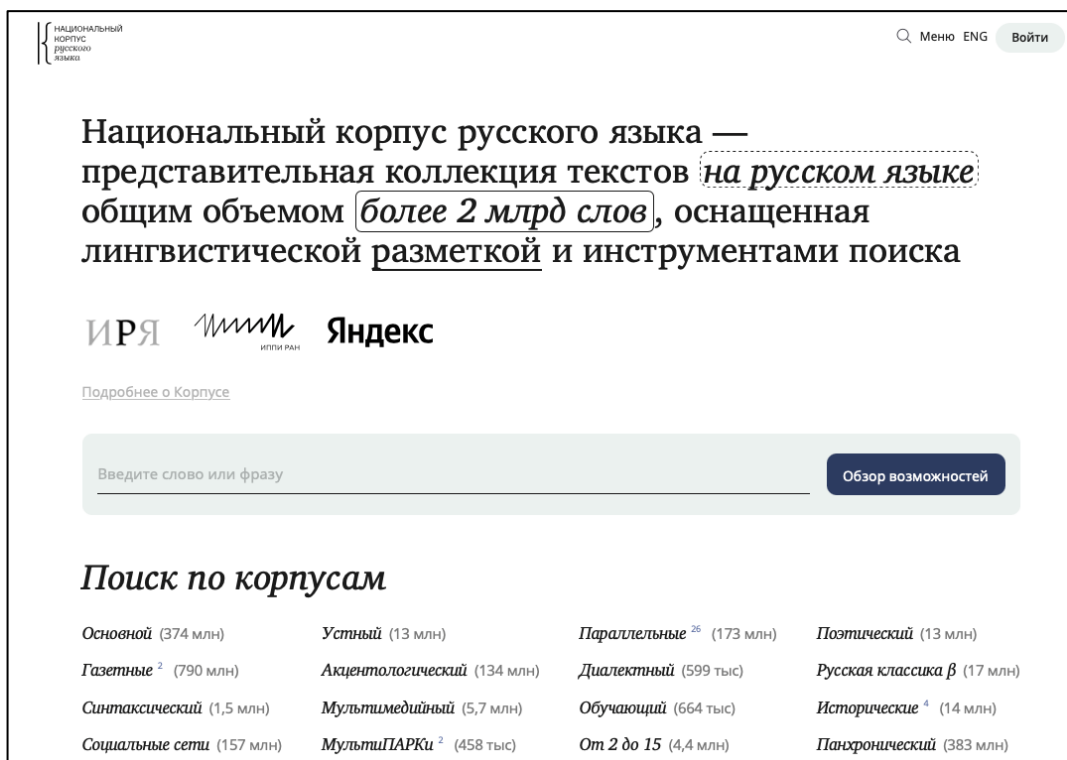 НАЦИОНАЛЬНЫЙ
КОРПУС
русского
языка
Меню ENG Войти
Национальный корпус русского языка —
представительная коллекция текстов на русском языке
общим объемом более 2 млрд слов, оснащенная
лингвистической разметкой и инструментами поиска
ИРЯ
ИППИ РАН
Яндекс
Подробнее о Корпусе
Введите слово или фразу
Обзор возможностей
Поиск по корпусам
Основной (374 млн) Устный (13 млн) Параллельные 26 (173 млн) Поэтический (13 млн)
Газетные 2 (790 млн) Акцентологический (134 млн) Диалектный (599 тыс) Русская классика β (17 млн)
Синтаксический (1,5 млн) Мультимедийный (5,7 млн) Обучающий (664 тыс) Исторические 4 (14 млн)
Социальные сети (157 млн) МультиПАРКи 2 (458 тыс) От 2 до 15 (4,4 млн) Панхронический (383 млн)